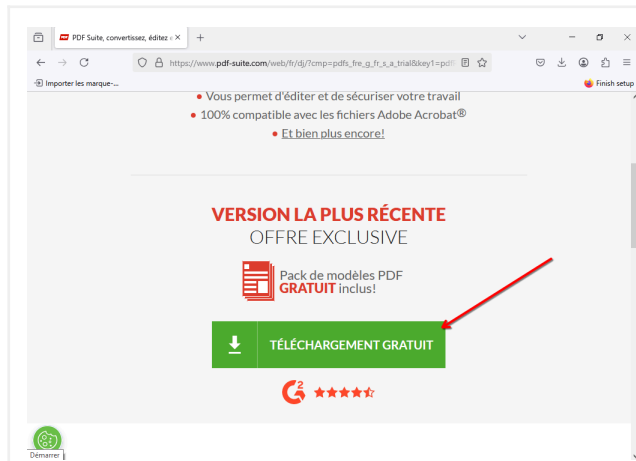 PDF Suite, convertissez, éditez e
https://www.pdf-suite.com/web/fr/dj/?cmp=pdfs_fre_g_fr_s_a_trial&key1=pdf
Importer les marque-...
Finish setup
Vous permet d'éditer et de sécuriser votre travail
100% compatible avec les fichiers Adobe Acrobat®
Et bien plus encore!
VERSION LA PLUS RÉCENTE
OFFRE EXCLUSIVE
Pack de modèles PDF
GRATUIT inclus!
TÉLÉCHARGEMENT GRATUIT
G2
Démarrer